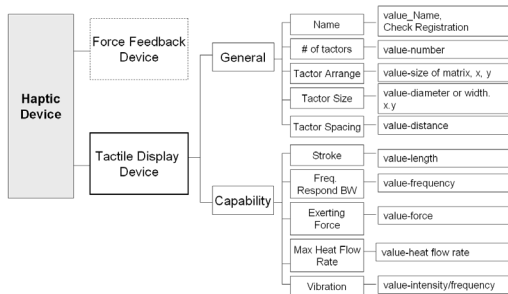 Haptic
Device
Force Feedback
Device
Tactile Display
Device
General
Name
value_Name,
Check Registration
# of tactors
value-number
Tactor Arrange
value-size of matrix, x, y
Tactor Size
value-diameter or width.
x.y
Tactor Spacing
value-distance
Capability
Stroke
value-length
Freq.
Respond BW
value-frequency
Exerting
Force
value-force
Max Heat Flow
Rate
value-heat flow rate
Vibration
value-intensity/frequency